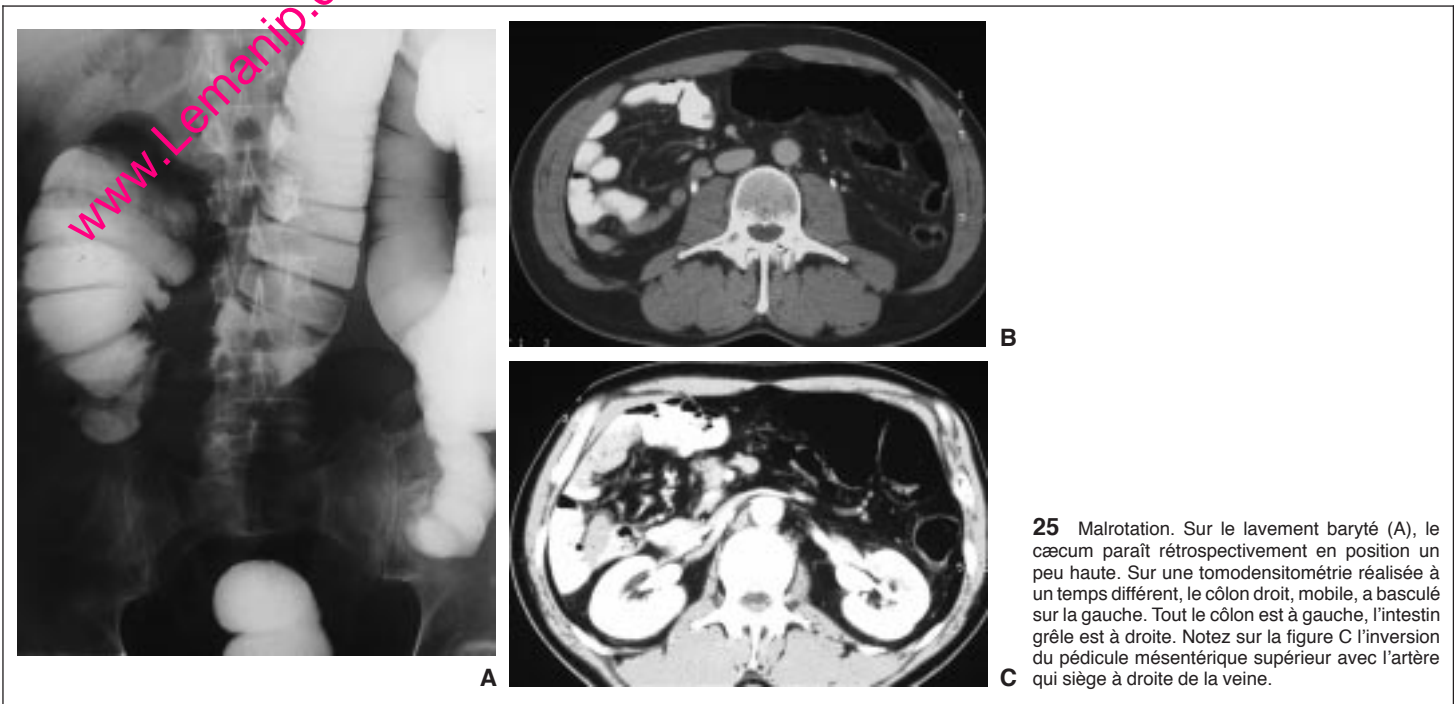 www.Lemanip.c
A
B
C
25 Malrotation. Sur le lavement baryté (A), le
cæcum paraît rétrospectivement en position un
peu haute. Sur une tomodensitométrie réalisée à
un temps différent, le côlon droit, mobile, a basculé
sur la gauche. Tout le côlon est à gauche, l'intestin
grêle est à droite. Notez sur la figure C l'inversion
du pédicule mésentérique supérieur avec l'artère
qui siège à droite de la veine.